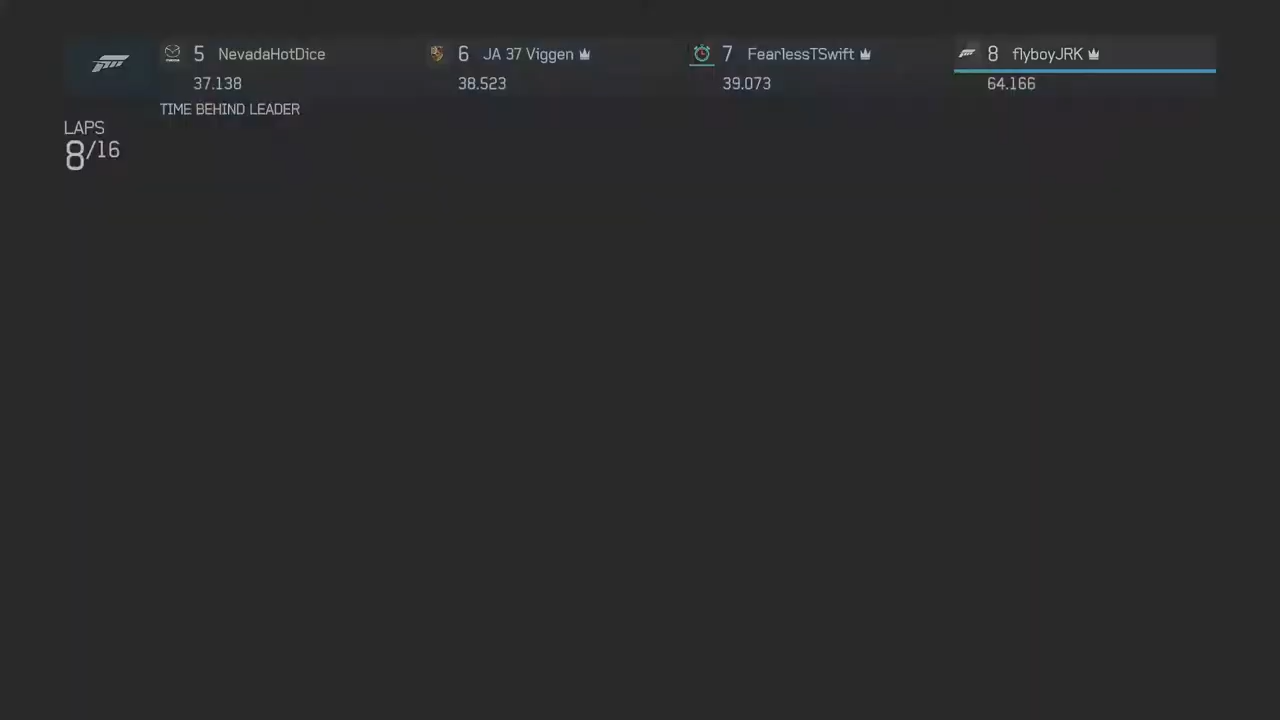 5 NevadaHotDice 6 JA 37 Viggen 7 FearlessTSwift 8 flyboyJRK
37.138 38.523 39.073 64.166
TIME BEHIND LEADER
LAPS
8/16